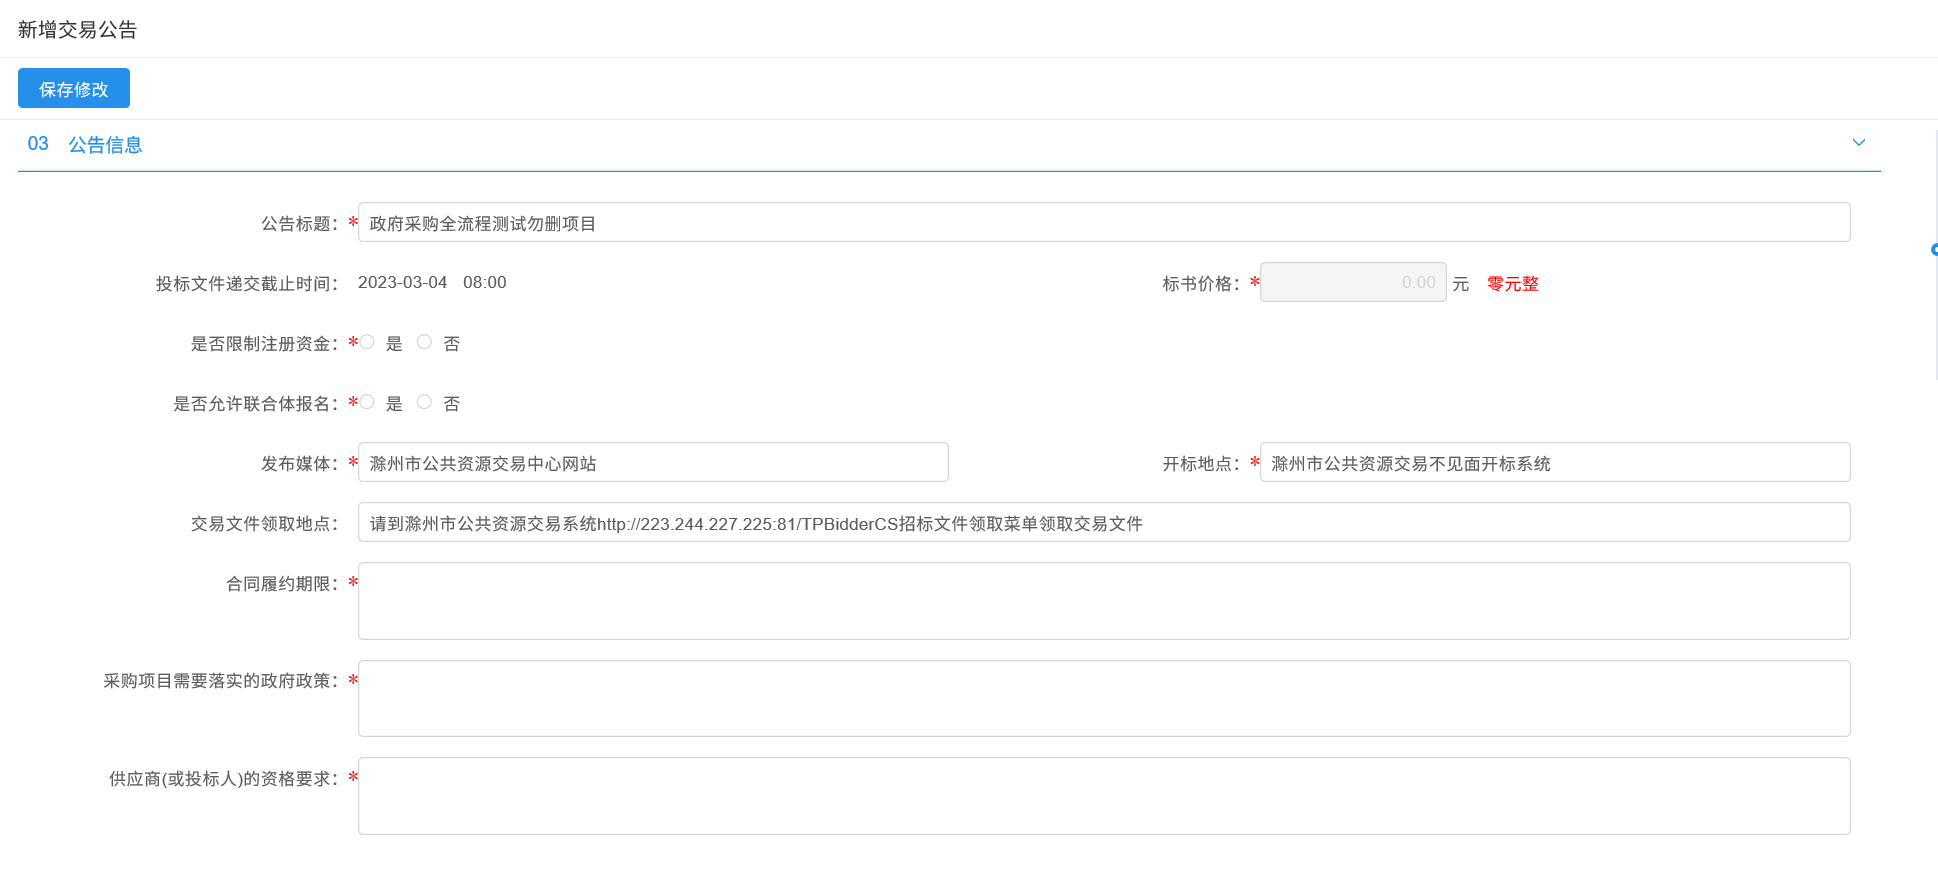 新增交易公告
保存修改
03 公告信息
公告标题：*政府采购全流程测试勿删项目
投标文件递交截止时间： 2023-03-04 08:00 标书价格：* 0.00 元 零元整
是否限制注册资金：* 是 否
是否允许联合体报名：* 是 否
发布媒体：*滁州市公共资源交易中心网站 开标地点：*滁州市公共资源交易不见面开标系统
交易文件领取地点： 请到滁州市公共资源交易系统http://223.244.227.225:81/TPBidderCS招标文件领取菜单领取交易文件
合同履约期限：*
采购项目需要落实的政府政策：*
供应商(或投标人)的资格要求：*